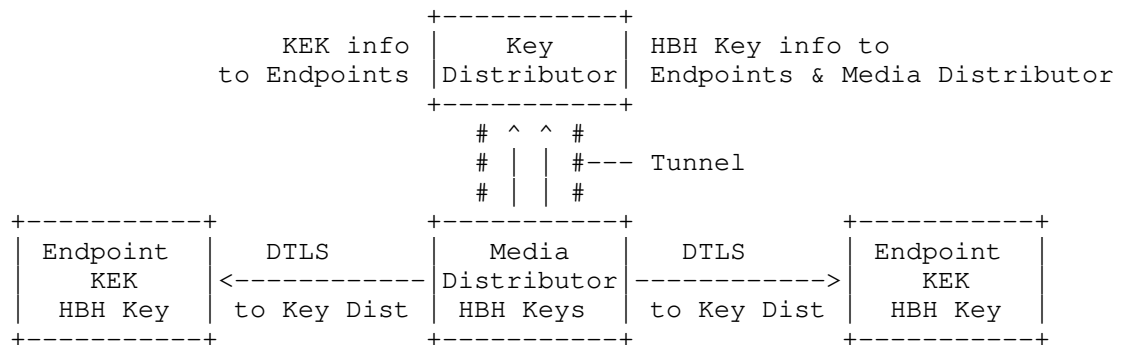 KEK info Key HBH Key info to
to Endpoints Distributor Endpoints & Media Distributor
# ^ ^ #
# | | #--- Tunnel
# | | #
Endpoint DTLS Media DTLS Endpoint
KEK <------------ Distributor ------------> KEK
HBH Key to Key Dist HBH Keys to Key Dist HBH Key